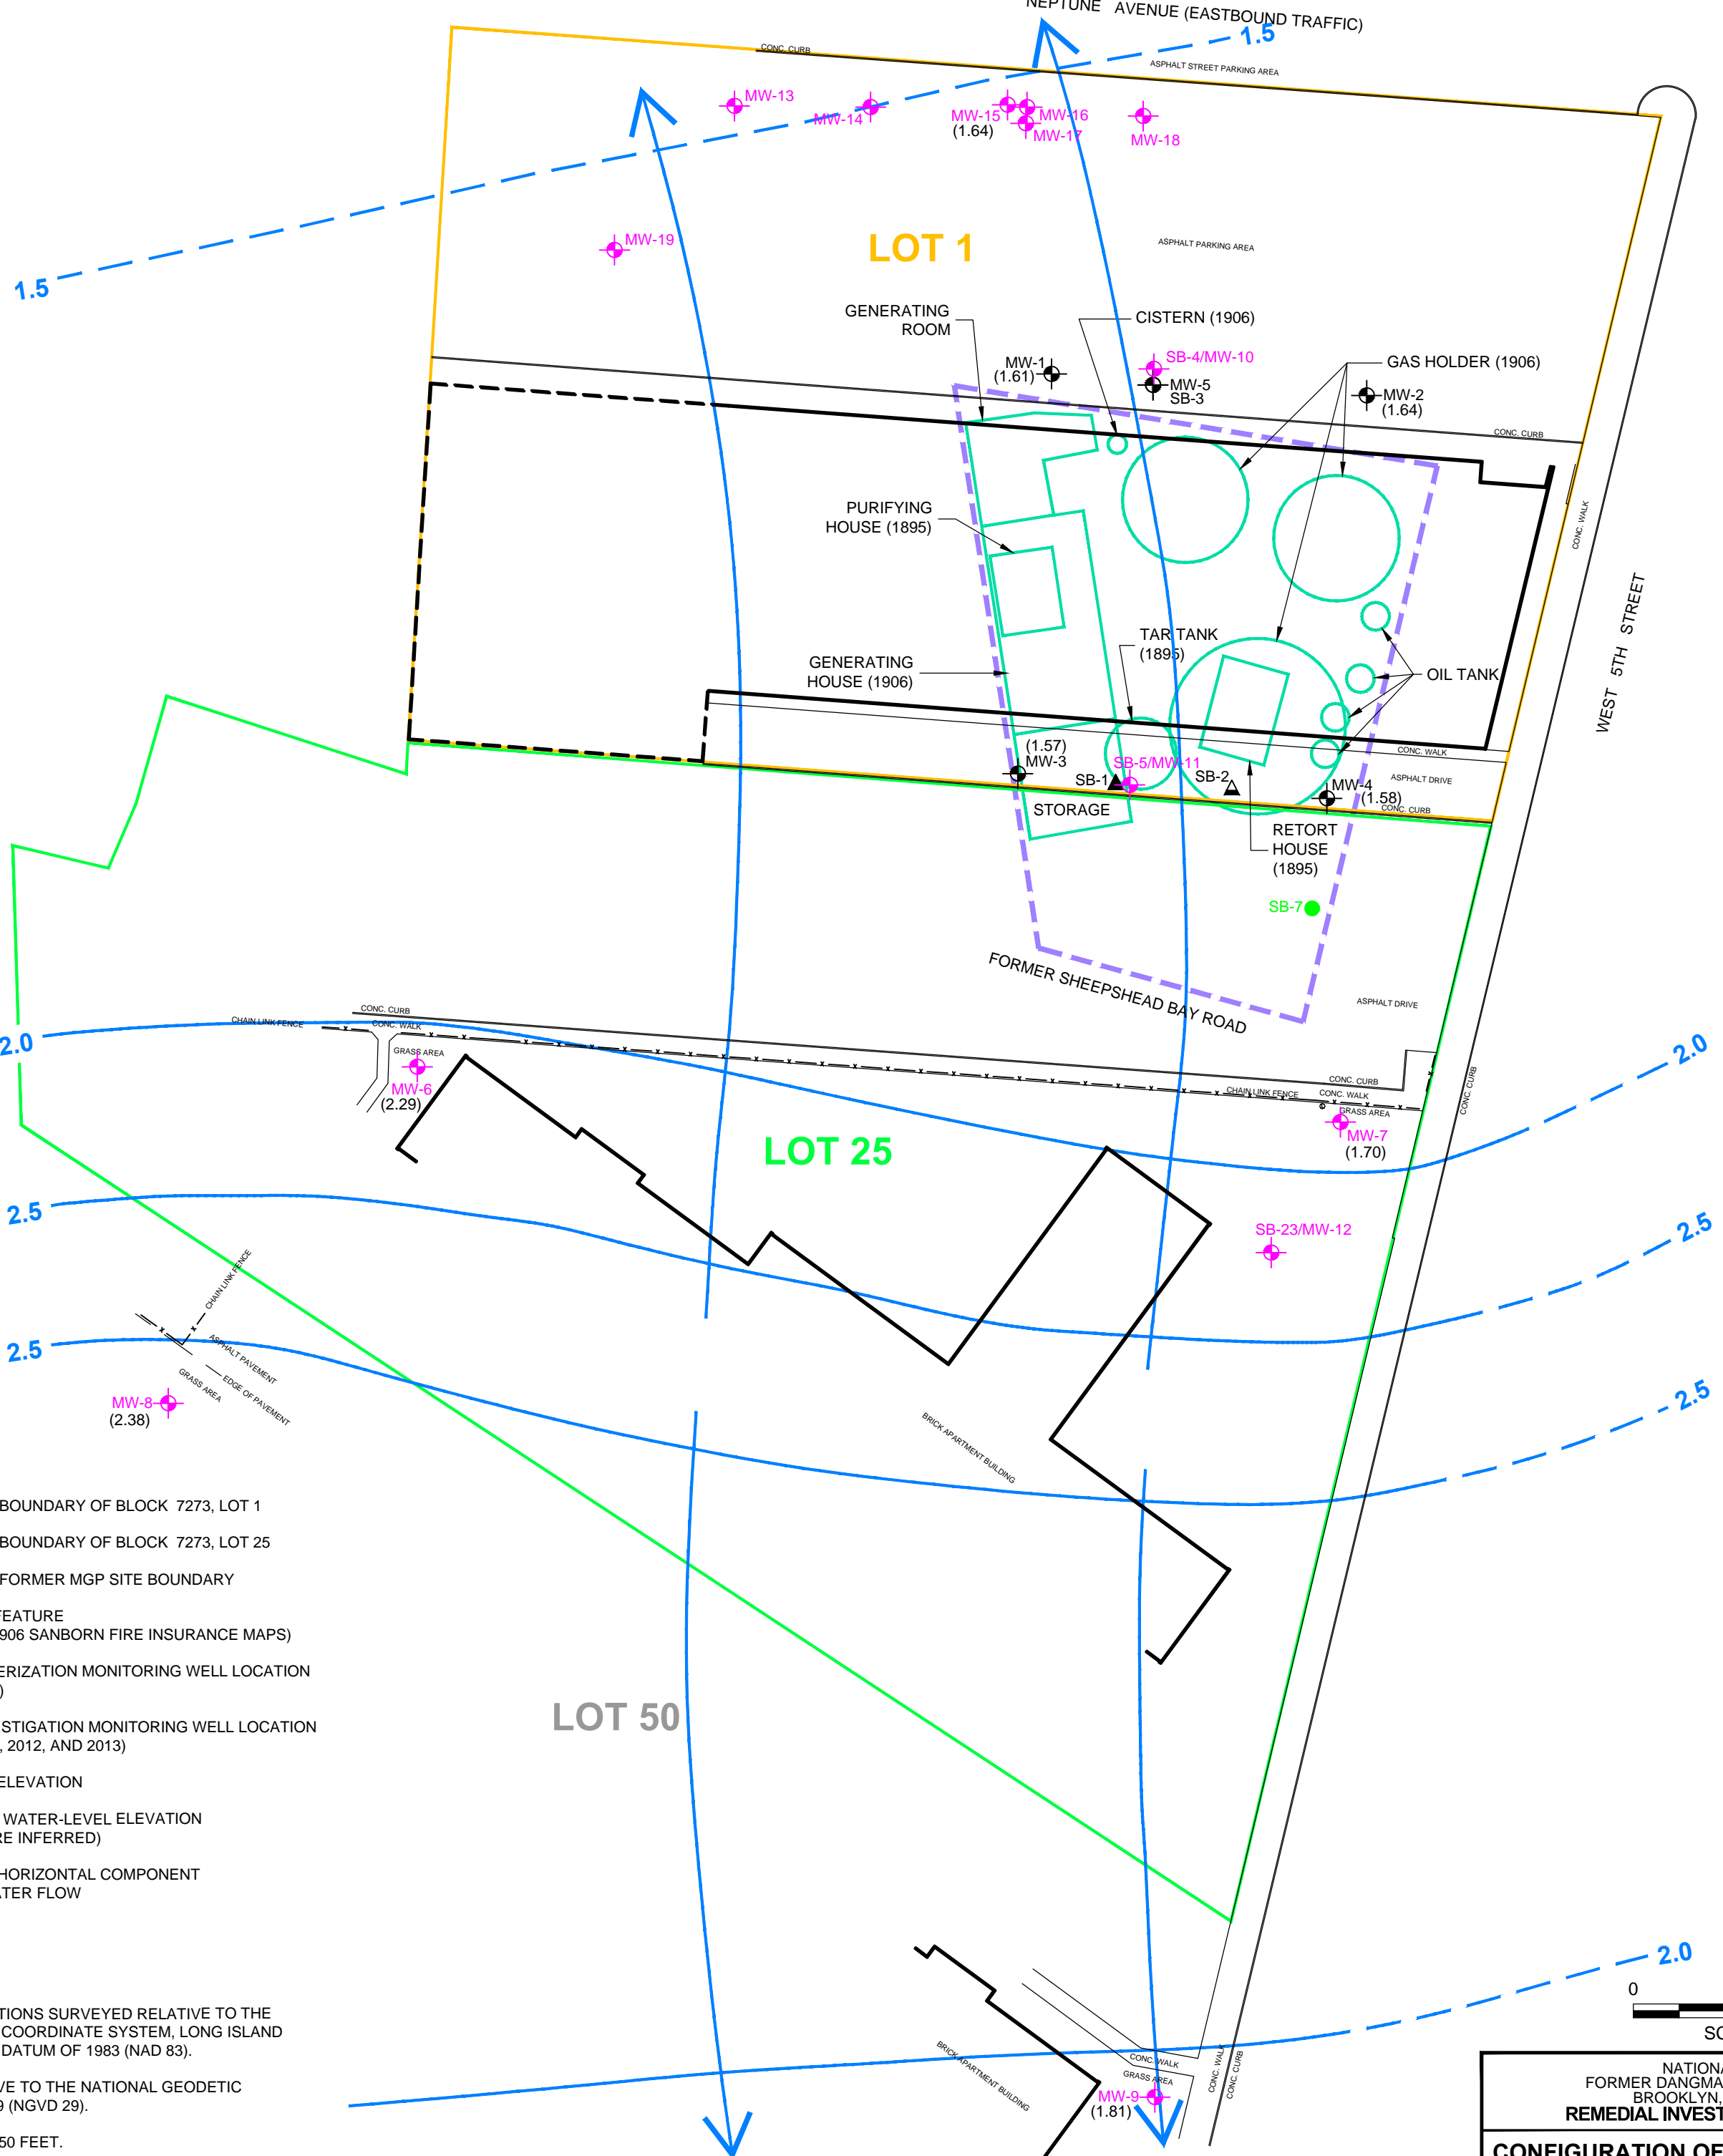 NEPTUNE AVENUE (EASTBOUND TRAFFIC)
1.5
CONC. CURB
ASPHALT STREET PARKING AREA
MW-13
MW-14
MW-15
(1.64)
MW-16
MW-17
MW-18
MW-19
1.5
LOT 1
ASPHALT PARKING AREA
GENERATING
ROOM
CISTERN (1906)
MW-1
(1.61)
SB-4/MW-10
MW-5
SB-3
GAS HOLDER (1906)
MW-2
(1.64)
CONC. CURB
CONC. WALK
PURIFYING
HOUSE (1895)
WEST 5TH STREET
TAR TANK
(1895)
GENERATING
HOUSE (1906)
OIL TANK
CONC. WALK
(1.57)
MW-3
SB-5/MW-11
SB-1
SB-2
ASPHALT DRIVE
MW-4
(1.58)
CONC. CURB
STORAGE
RETORT
HOUSE
(1895)
SB-7
FORMER SHEEPSHEAD BAY ROAD
ASPHALT DRIVE
CONC. CURB
CHAIN LINK FENCE
CONC. WALK
2.0
2.0
GRASS AREA
MW-6
(2.29)
CONC. CURB
CHAIN LINK FENCE
CONC. WALK
GRASS AREA
CONC. CURB
MW-7
(1.70)
LOT 25
2.5
2.5
SB-23/MW-12
CHAIN LINK FENCE
2.5
ASPHALT PAVEMENT
GRASS AREA
EDGE OF PAVEMENT
2.5
MW-8
(2.38)
BRICK APARTMENT BUILDING
BOUNDARY OF BLOCK 7273, LOT 1
BOUNDARY OF BLOCK 7273, LOT 25
FORMER MGP SITE BOUNDARY
FEATURE
906 SANBORN FIRE INSURANCE MAPS)
ERIZATION MONITORING WELL LOCATION
)
STIGATION MONITORING WELL LOCATION
, 2012, AND 2013)
ELEVATION
WATER-LEVEL ELEVATION
RE INFERRED)
HORIZONTAL COMPONENT
ATER FLOW
LOT 50
2.0
0
SC
TIONS SURVEYED RELATIVE TO THE
COORDINATE SYSTEM, LONG ISLAND
DATUM OF 1983 (NAD 83).
VE TO THE NATIONAL GEODETIC
9 (NGVD 29).
50 FEET.
BRICK APARTMENT BUILDING
CONC. WALK
GRASS AREA
CONC. WALK
CONC. CURB
MW-9
(1.81)
NATIONA
FORMER DANGMA
BROOKLYN,
REMEDIAL INVEST
CONFIGURATION OF